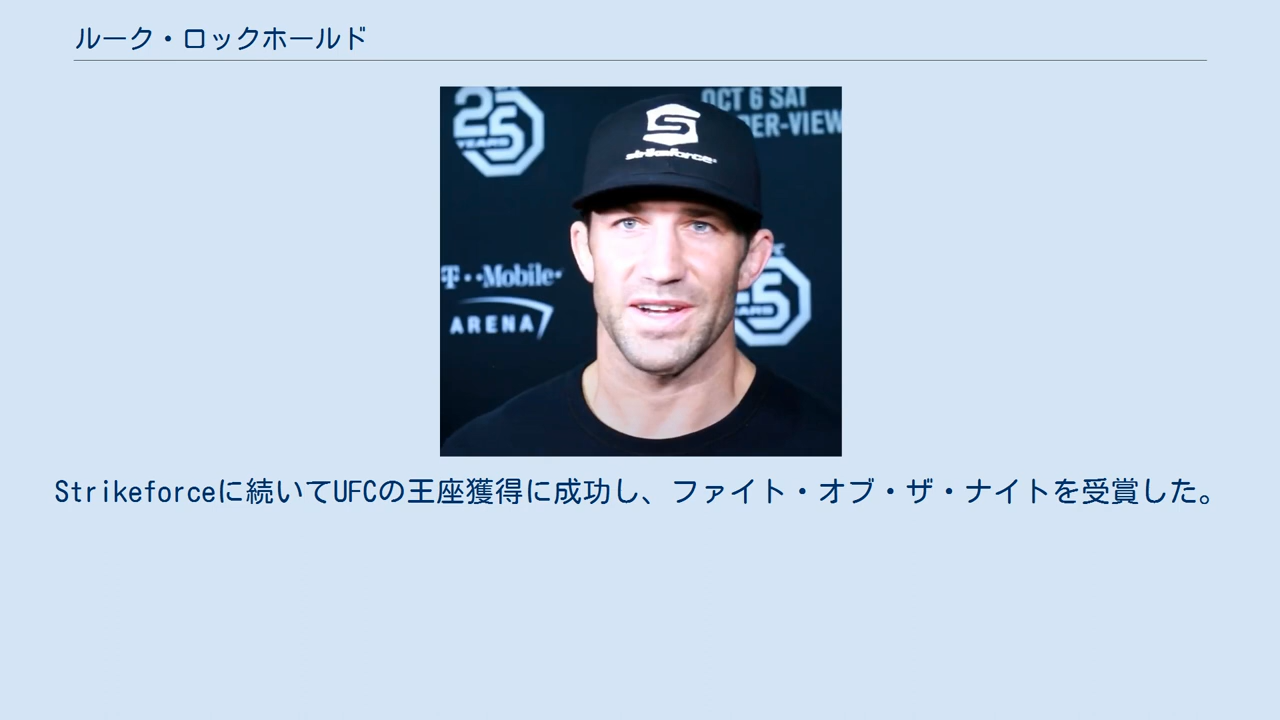 ルーク・ロックホールド
25
YEARS
OCT 6 SAT
PER-VIEW
strikeforce
T··Mobile·
ARENA
Strikeforceに続いてUFCの王座獲得に成功し、ファイト・オブ・ザ・ナイトを受賞した。